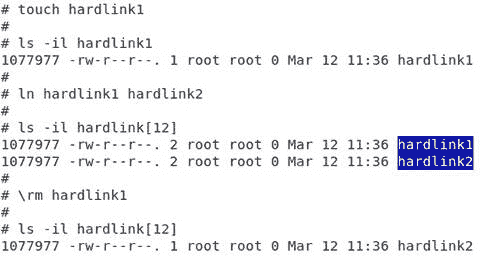 # touch hardlink1
#
# ls -il hardlink1
1077977 -rw-r--r--. 1 root root 0 Mar 12 11:36 hardlink1
#
# ln hardlink1 hardlink2
#
# ls -il hardlink[12]
1077977 -rw-r--r--. 2 root root 0 Mar 12 11:36 hardlink1
1077977 -rw-r--r--. 2 root root 0 Mar 12 11:36 hardlink2
#
# \rm hardlink1
#
# ls -il hardlink[12]
1077977 -rw-r--r--. 1 root root 0 Mar 12 11:36 hardlink2